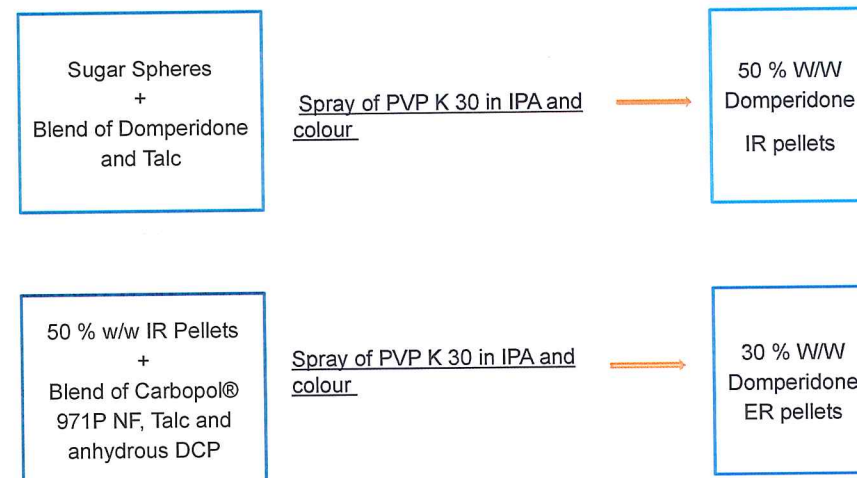 Sugar Spheres
+
Blend of Domperidone
and Talc
Spray of PVP K 30 in IPA and
colour
50 % W/W
Domperidone
IR pellets
50 % w/w IR Pellets
+
Blend of Carbopol®
971P NF, Talc and
anhydrous DCP
Spray of PVP K 30 in IPA and
colour
30 % W/W
Domperidone
ER pellets